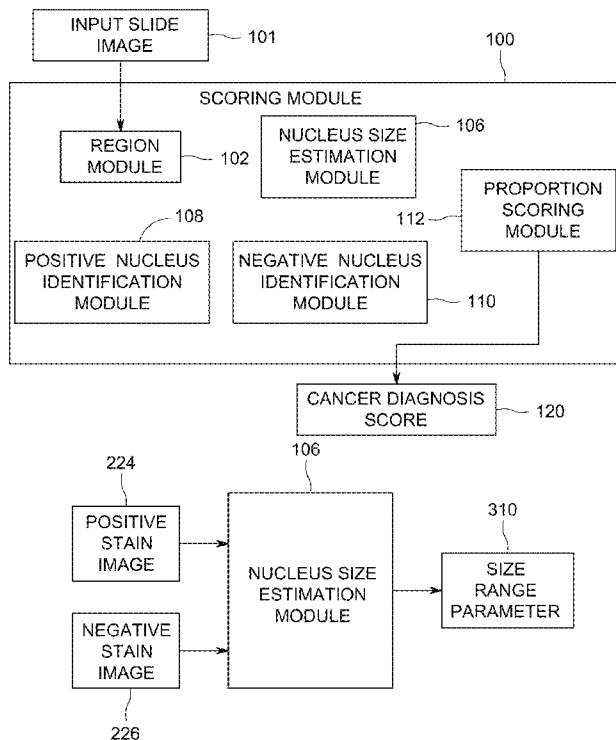 INPUT SLIDE
IMAGE
101
100
SCORING MODULE
REGION
MODULE
102
NUCLEUS SIZE
ESTIMATION
MODULE
106
PROPORTION
SCORING
MODULE
112
108
POSITIVE NUCLEUS
IDENTIFICATION
MODULE
NEGATIVE NUCLEUS
IDENTIFICATION
MODULE
110
CANCER DIAGNOSIS
SCORE
120
224
POSITIVE
STAIN
IMAGE
106
NUCLEUS SIZE
ESTIMATION
MODULE
310
SIZE
RANGE
PARAMETER
NEGATIVE
STAIN
IMAGE
226